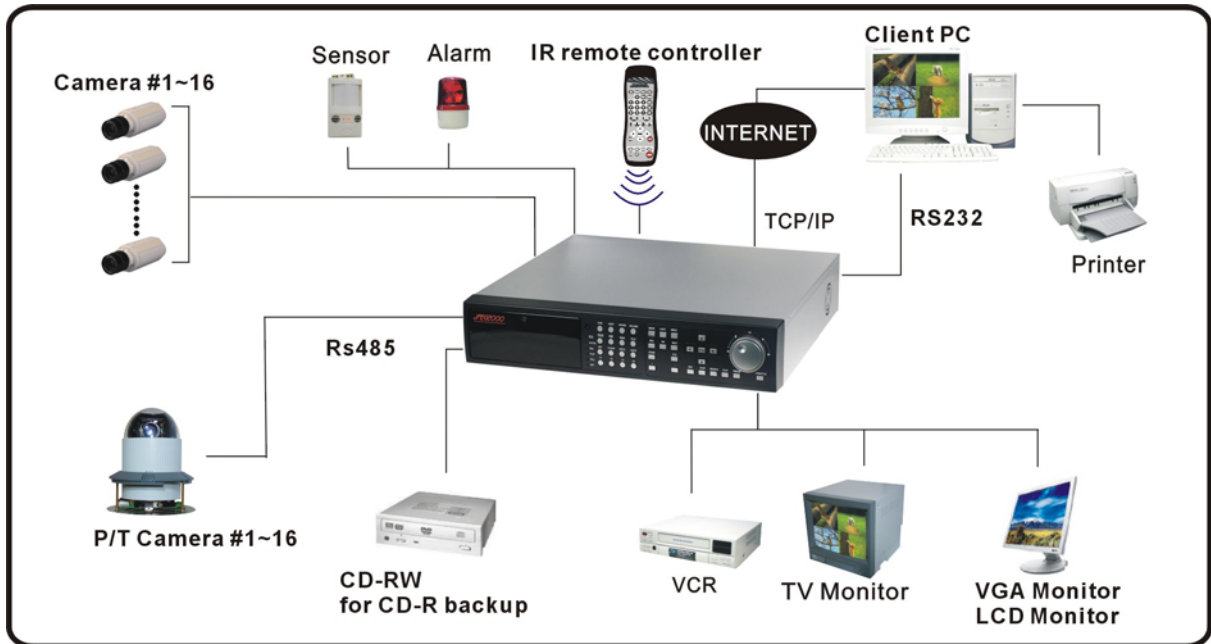 Camera #1~16
Sensor
Alarm
IR remote controller
Client PC
INTERNET
TCP/IP
RS232
Printer
Rs485
P/T Camera #1~16
CD-RW
for CD-R backup
VCR
TV Monitor
VGA Monitor
LCD Monitor